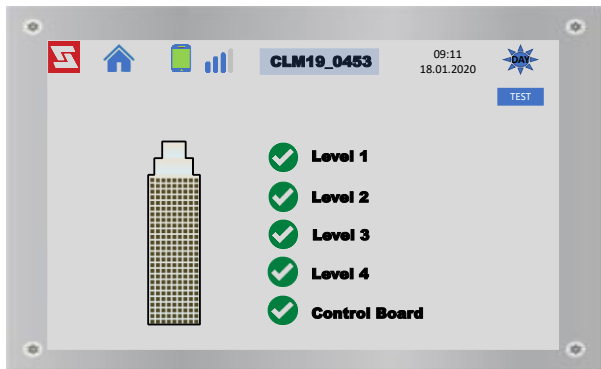 CLM19_0453
09:11
18.01.2020
DAY
TEST
Level 1
Level 2
Level 3
Level 4
Control Board